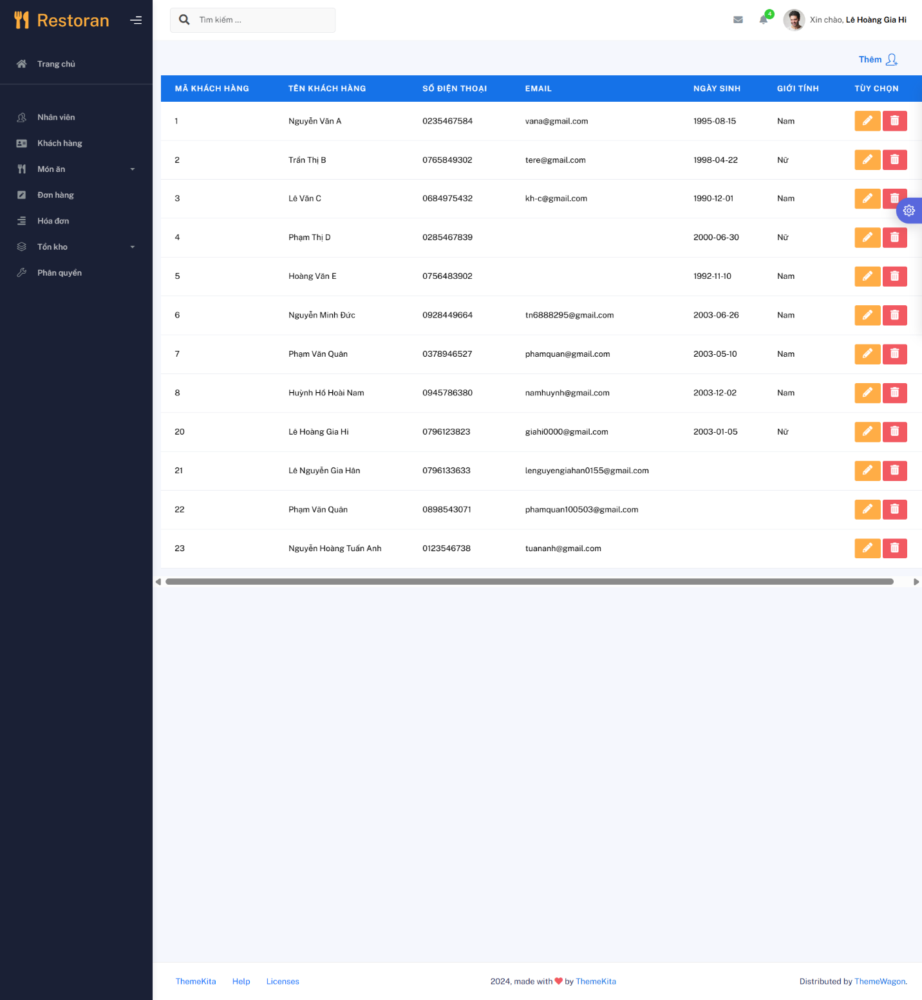 Restoran
Tìm kiếm ...
4
Xin chào, Lê Hoàng Gia Hi
Trang chủ
Nhân viên
Khách hàng
Món ăn
Đơn hàng
Hóa đơn
Tồn kho
Phân quyền
Thêm
MÃ KHÁCH HÀNG TÊN KHÁCH HÀNG SỐ ĐIỆN THOẠI EMAIL NGÀY SINH GIỚI TÍNH TÙY CHỌN
1 Nguyễn Văn A 0235467584 vana@gmail.com 1995-08-15 Nam
2 Trần Thị B 0765849302 tere@gmail.com 1998-04-22 Nữ
3 Lê Văn C 0684975432 kh-c@gmail.com 1990-12-01 Nam
4 Phạm Thị D 0285467839 2000-06-30 Nữ
5 Hoàng Văn E 0756483902 1992-11-10 Nam
6 Nguyễn Minh Đức 0928449664 tn6888295@gmail.com 2003-06-26 Nam
7 Phạm Văn Quân 0378946527 phamquan@gmail.com 2003-05-10 Nam
8 Huỳnh Hồ Hoài Nam 0945786380 namhuynh@gmail.com 2003-12-02 Nam
20 Lê Hoàng Gia Hi 0796123823 giahi0000@gmail.com 2003-01-05 Nữ
21 Lê Nguyễn Gia Hân 0796133633 lenguyengiahan0155@gmail.com
22 Phạm Văn Quân 0898543071 phamquan100503@gmail.com
23 Nguyễn Hoàng Tuấn Anh 0123546738 tuananh@gmail.com
ThemeKita Help Licenses 2024, made with by ThemeKita Distributed by ThemeWagon.